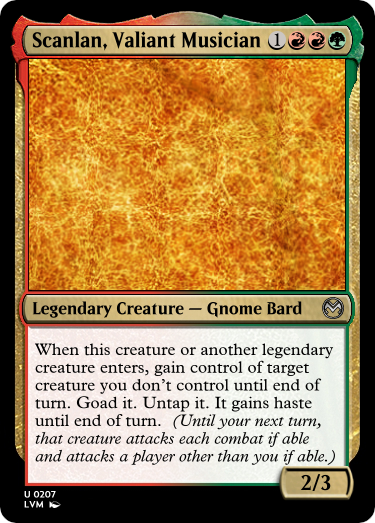 Scanlan, Valiant Musician 1
Legendary Creature — Gnome Bard
When this creature or another legendary
creature enters, gain control of target
creature you don't control until end of
turn. Goad it. Untap it. It gains haste
until end of turn. (Until your next turn,
that creature attacks each combat if able
and attacks a player other than you if able.)
2/3
U 0207
LVM